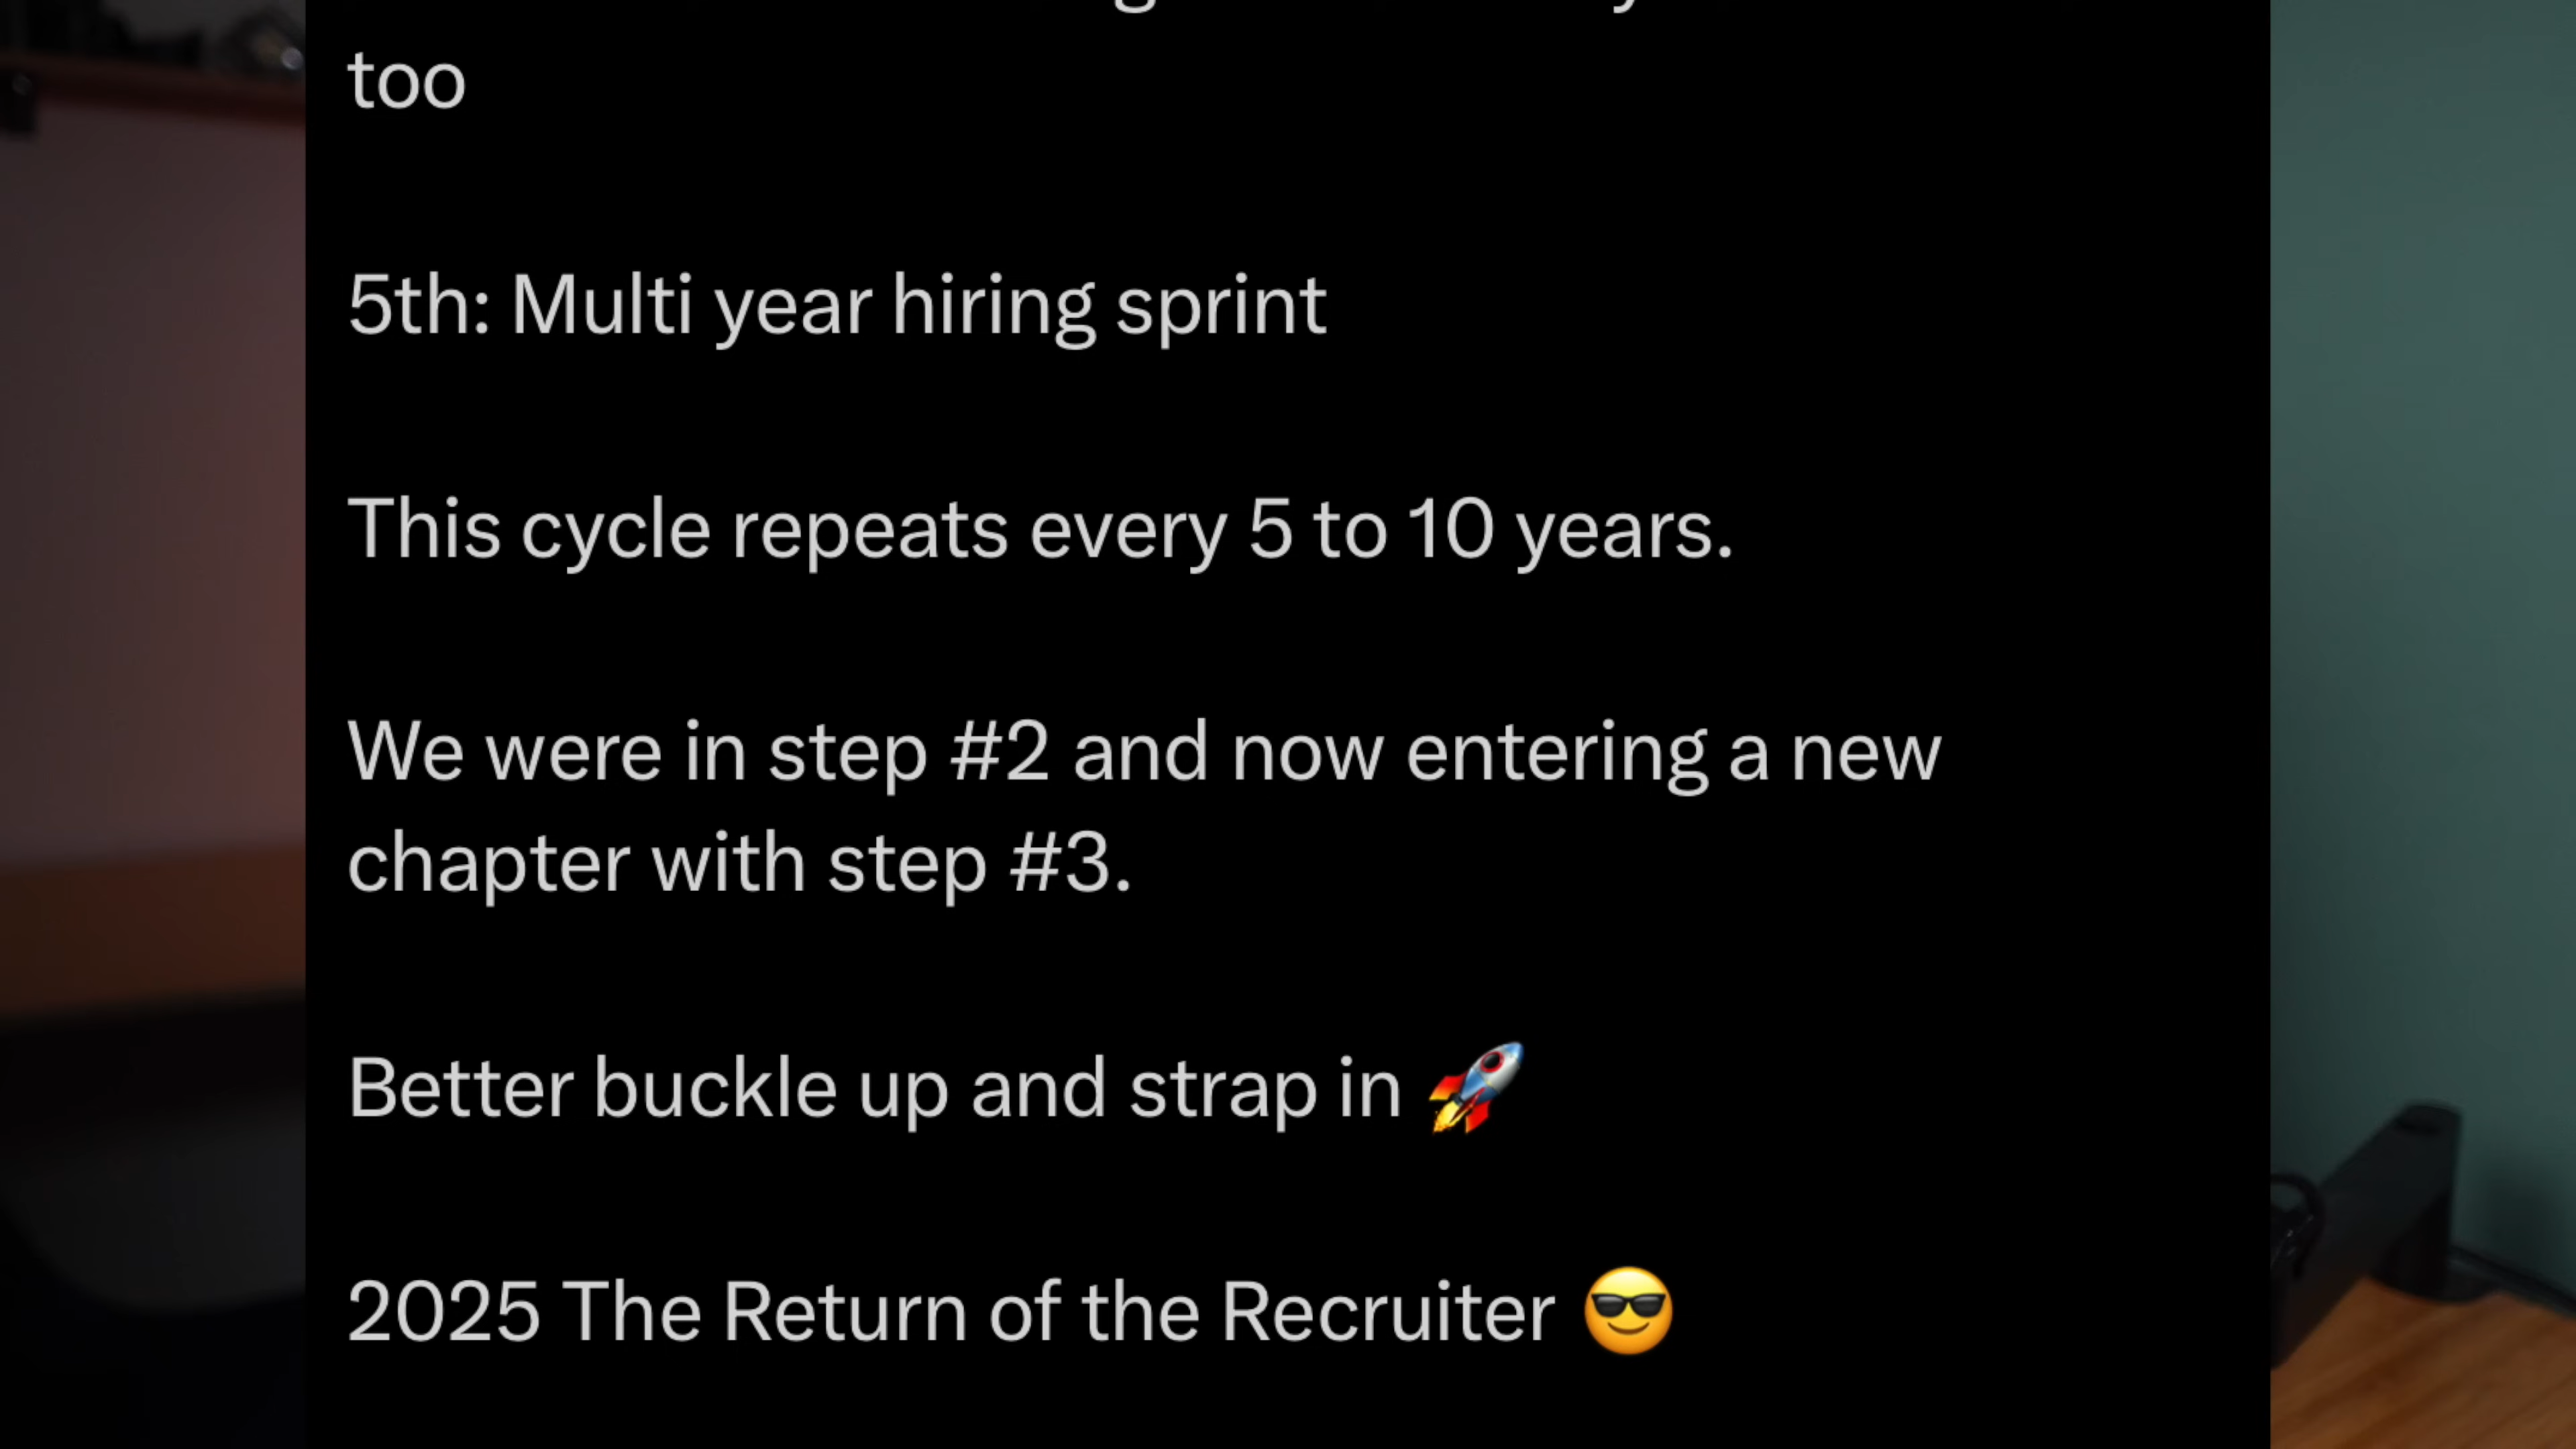 too
5th: Multi year hiring sprint
This cycle repeats every 5 to 10 years.
We were in step #2 and now entering a new
chapter with step #3.
Better buckle up and strap in 🚀
2025 The Return of the Recruiter 😎